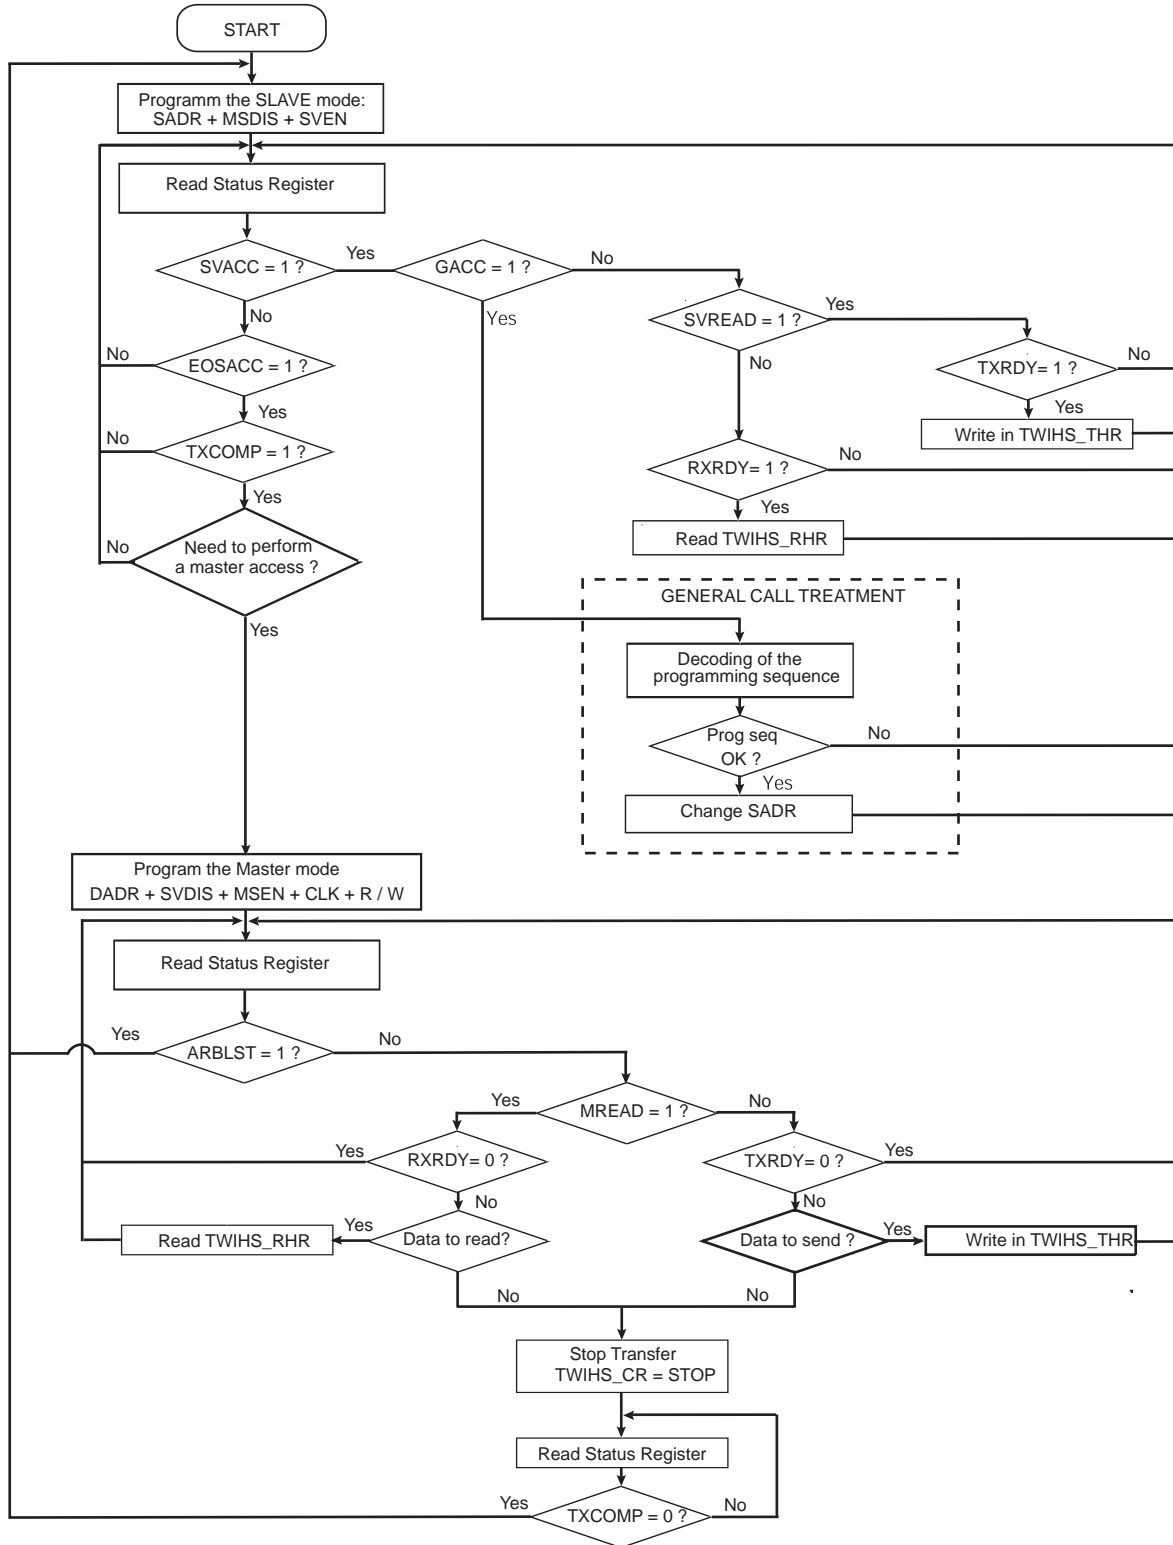 START
Programm the SLAVE mode:
SADR + MSDIS + SVEN
Read Status Register
SVACC = 1 ?
Yes
GACC = 1 ?
No
No
Yes
SVREAD = 1 ?
Yes
No
EOSACC = 1 ?
No
TXRDY= 1 ?
No
Yes
Yes
Write in TWIHS_THR
No
TXCOMP = 1 ?
RXRDY= 1 ?
No
Yes
Yes
Read TWIHS_RHR
No
Need to perform
a master access ?
Yes
GENERAL CALL TREATMENT
Decoding of the
programming sequence
Prog seq
OK ?
No
Yes
Change SADR
Program the Master mode
DADR + SVDIS + MSEN + CLK + R / W
Read Status Register
Yes
ARBLST = 1 ?
No
Yes
MREAD = 1 ?
No
Yes
RXRDY= 0 ?
TXRDY= 0 ?
Yes
No
No
Read TWIHS_RHR
Yes
Data to read?
Data to send ?
Yes
Write in TWIHS_THR
No
No
Stop Transfer
TWIHS_CR = STOP
Read Status Register
Yes
TXCOMP = 0 ?
No